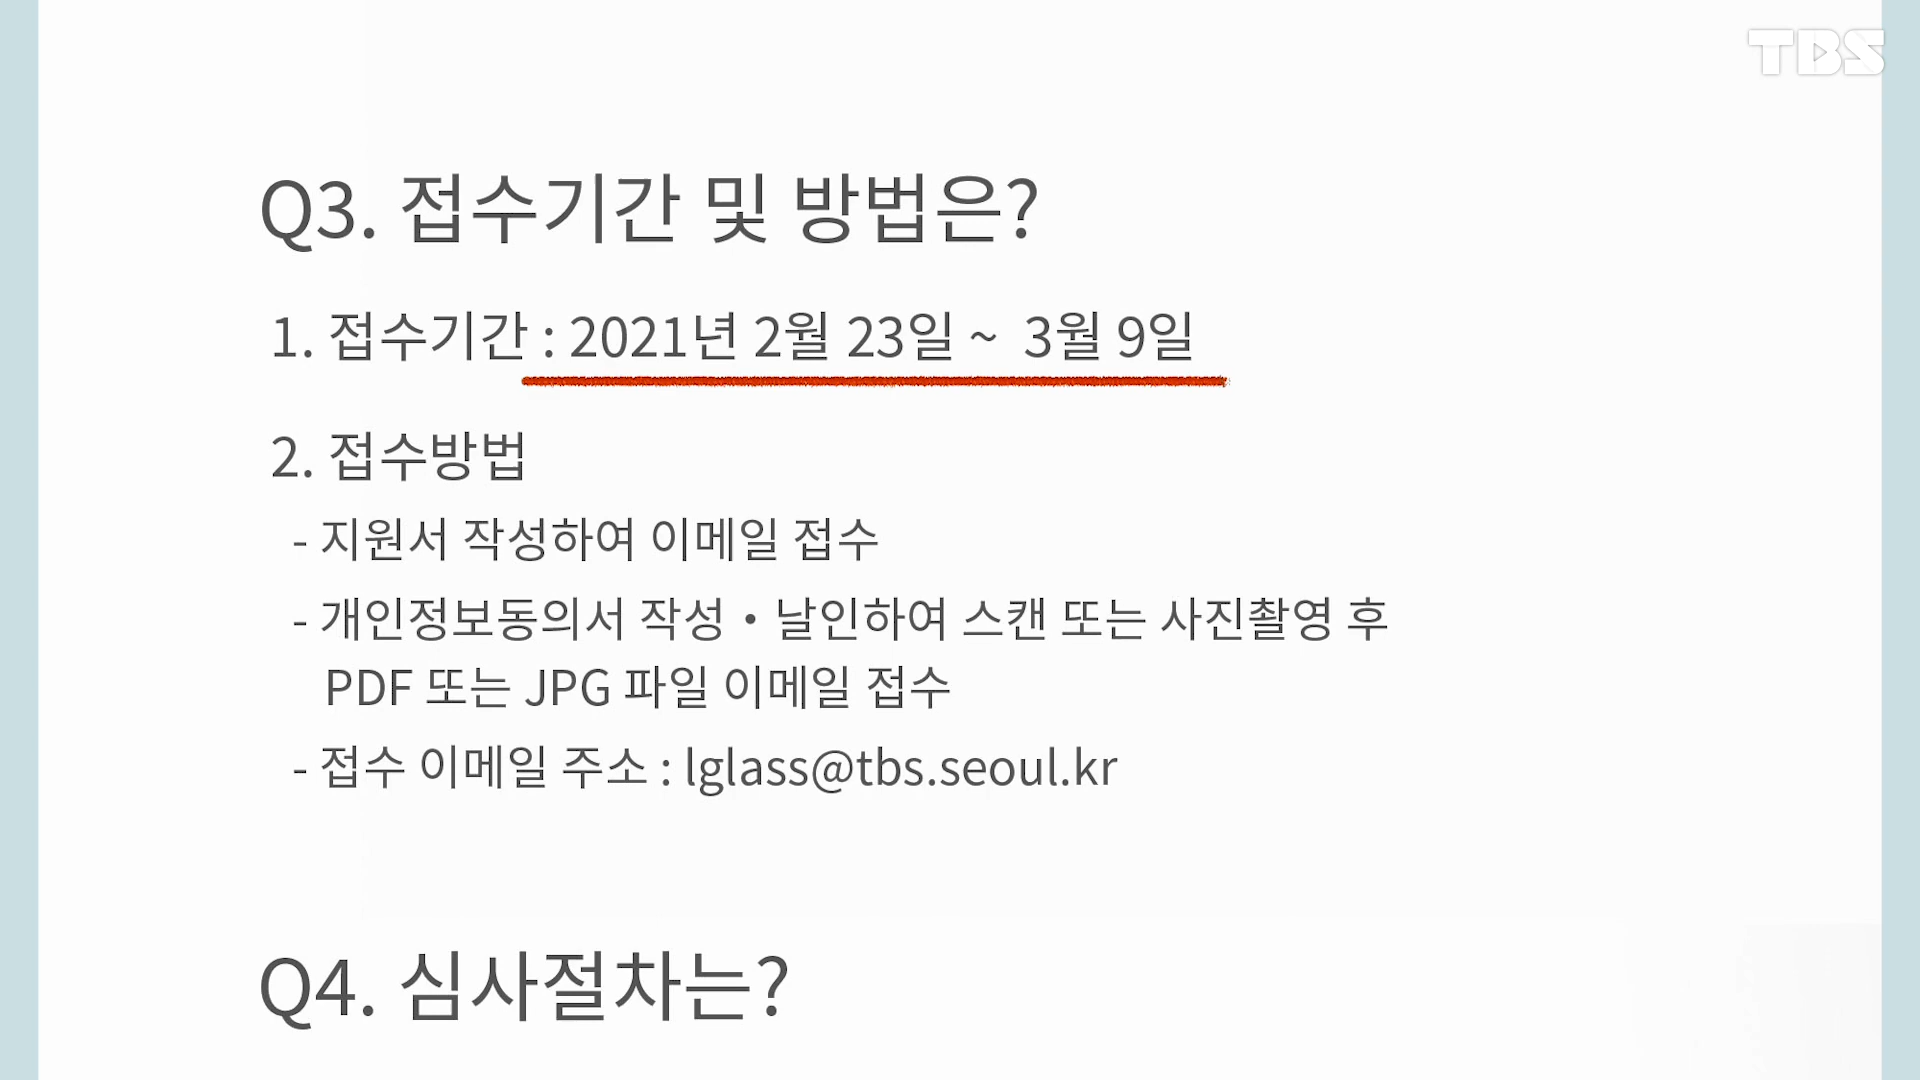 TBS
Q3. 접수기간 및 방법은?
1. 접수기간 : 2021년 2월 23일 ~ 3월 9일
2. 접수방법
- 지원서 작성하여 이메일 접수
- 개인정보동의서 작성・날인하여 스캔 또는 사진촬영 후
PDF 또는 JPG 파일 이메일 접수
- 접수 이메일 주소 : lglass@tbs.seoul.kr
Q4. 심사절차는?